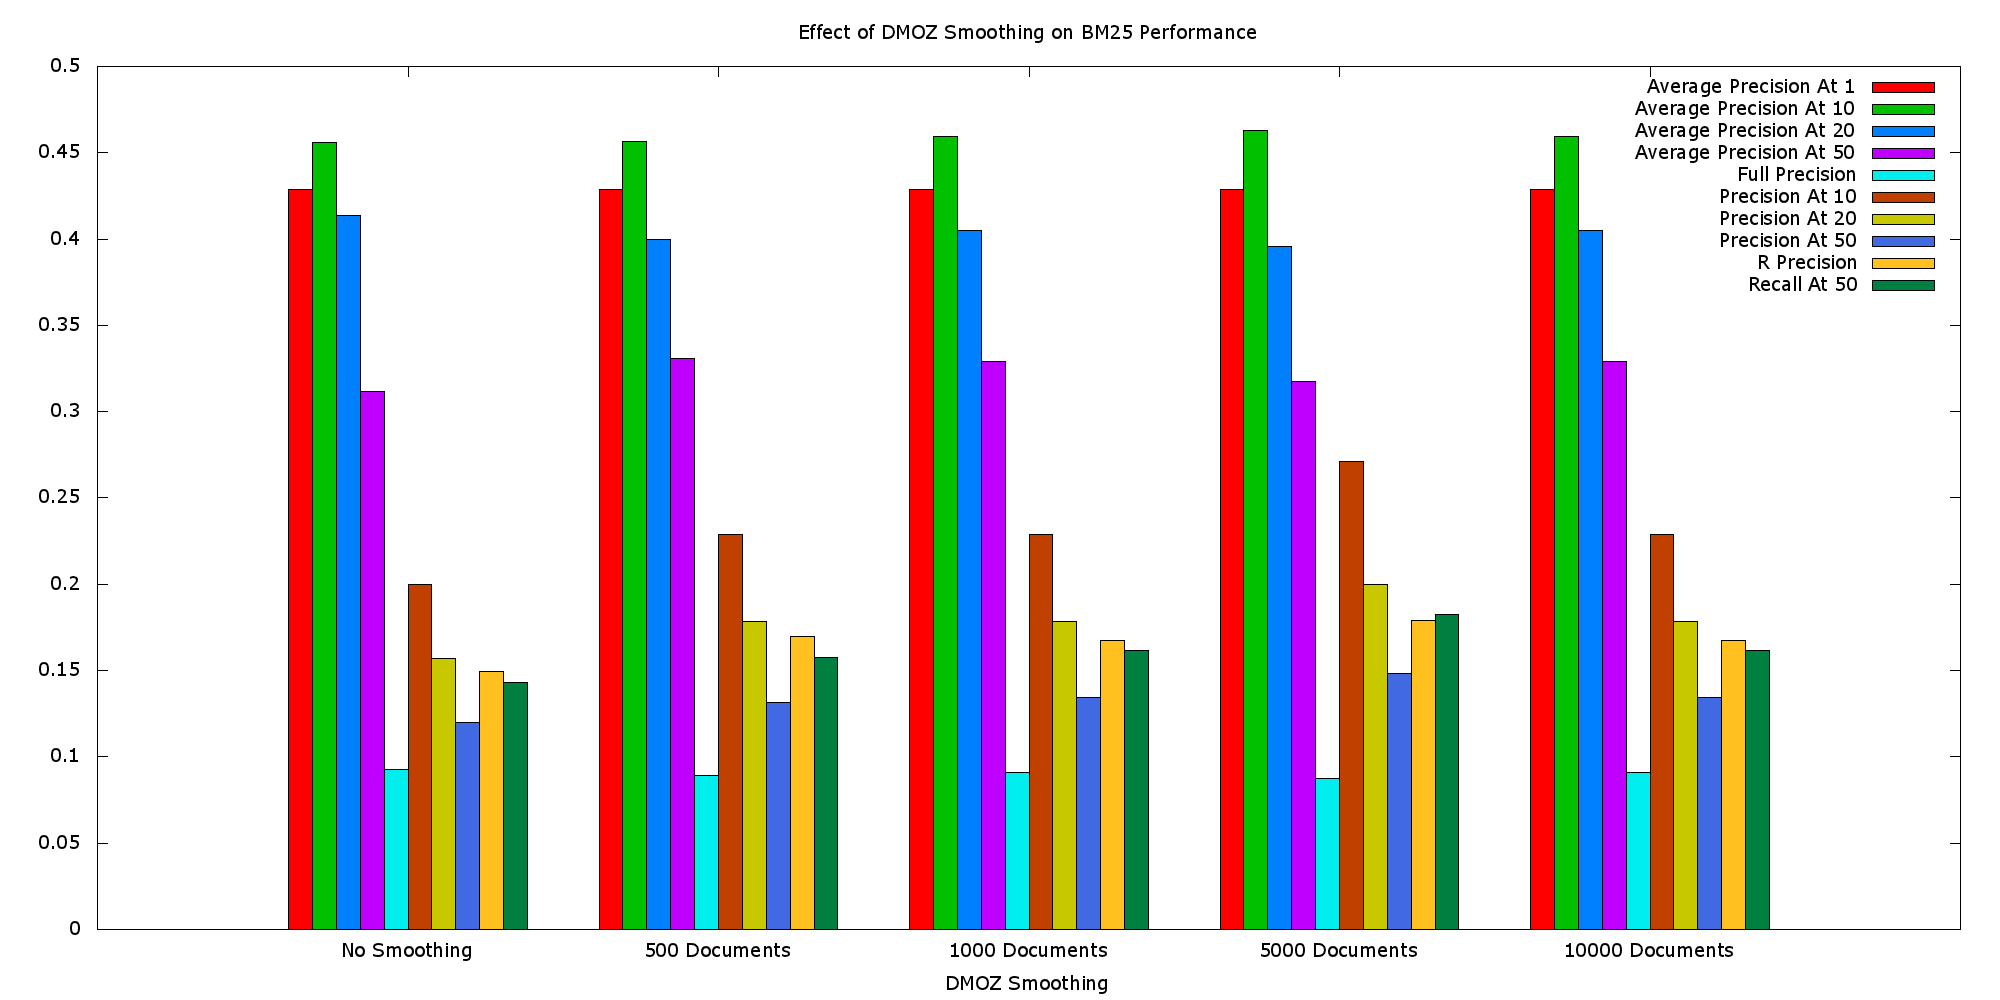 Effect of DMOZ Smoothing on BM25 Performance
0.5
0.45
0.4
0.35
0.3
0.25
0.2
0.15
0.1
0.05
0
Average Precision At 1
Average Precision At 10
Average Precision At 20
Average Precision At 50
Full Precision
Precision At 10
Precision At 20
Precision At 50
R Precision
Recall At 50
No Smoothing
500 Documents
1000 Documents
5000 Documents
10000 Documents
DMOZ Smoothing